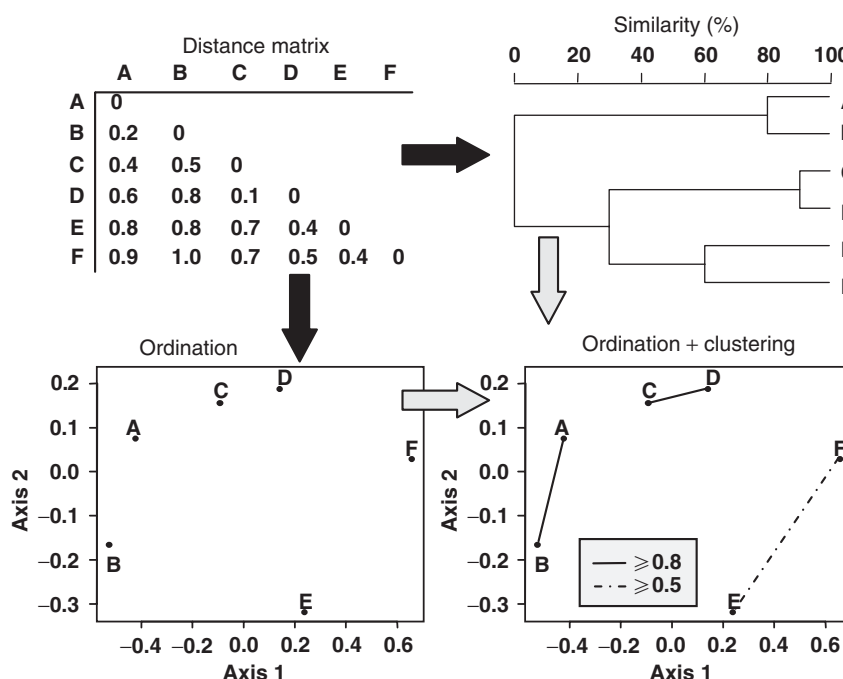 Distance matrix
A B C D E F
A 0
B 0.2 0
C 0.4 0.5 0
D 0.6 0.8 0.1 0
E 0.8 0.8 0.7 0.4 0
F 0.9 1.0 0.7 0.5 0.4 0
Similarity (%)
0 20 40 60 80 100
Ordination
0.2
0.1
0.0
−0.1
−0.2
−0.3
Axis 2
A
B
C
D
E
F
−0.4 −0.2 0.0 0.2 0.4 0.6
Axis 1
Ordination + clustering
0.2
0.1
0.0
−0.1
−0.2
−0.3
Axis 2
A
B
C
D
E
F
⩾0.8
⩾0.5
−0.4 −0.2 0.0 0.2 0.4 0.6
Axis 1